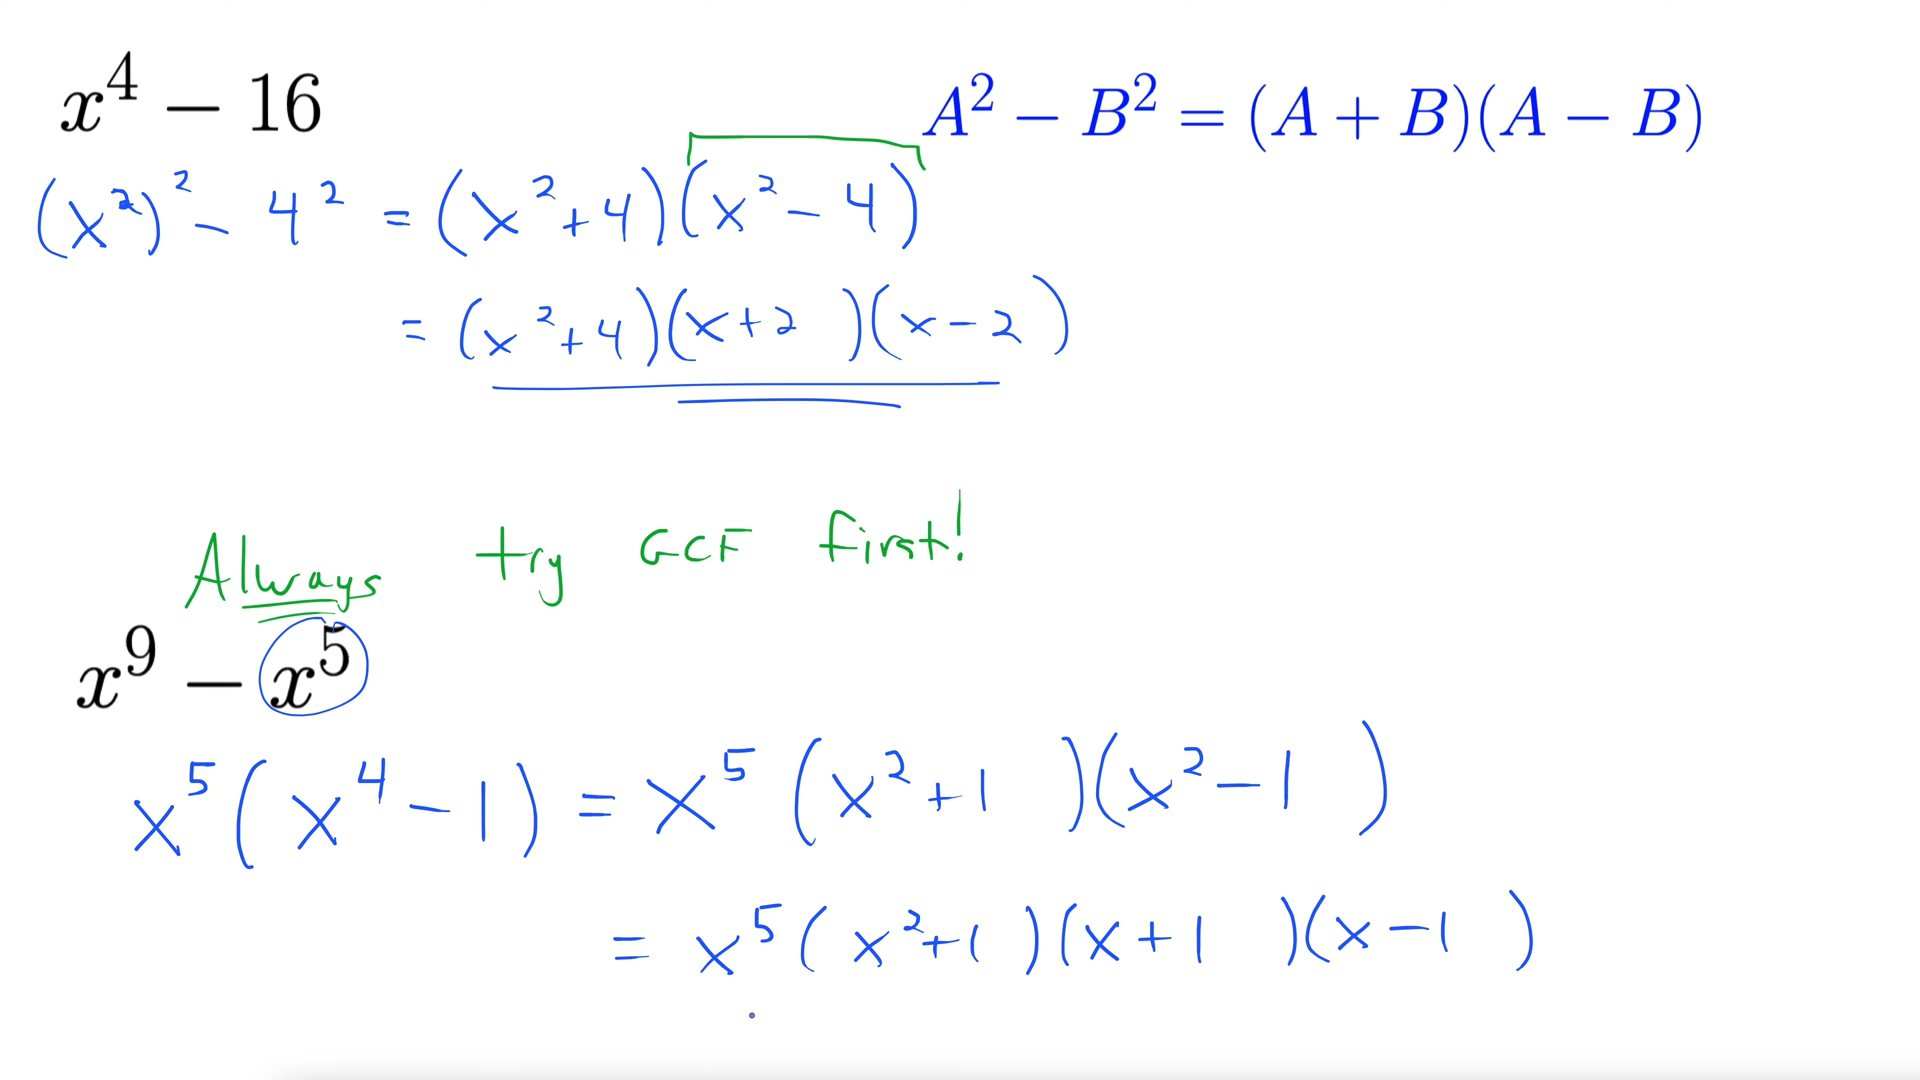 x⁴ − 16
A² − B² = (A + B)(A − B)
(x²)² − 4² = (x²+4)(x² − 4)
= (x²+4)(x+2)(x−2)
Always try GCF first!
x⁹ − x⁵
x⁵(x⁴−1) = x⁵(x²+1)(x²−1)
= x⁵(x²+1)(x+1)(x−1)